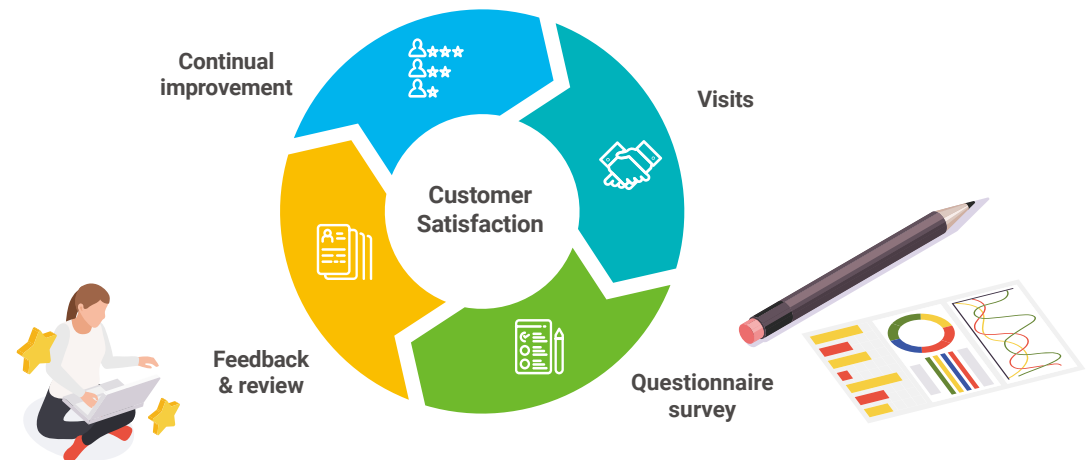 Continual
improvement
Visits
Customer
Satisfaction
Feedback
& review
Questionnaire
survey